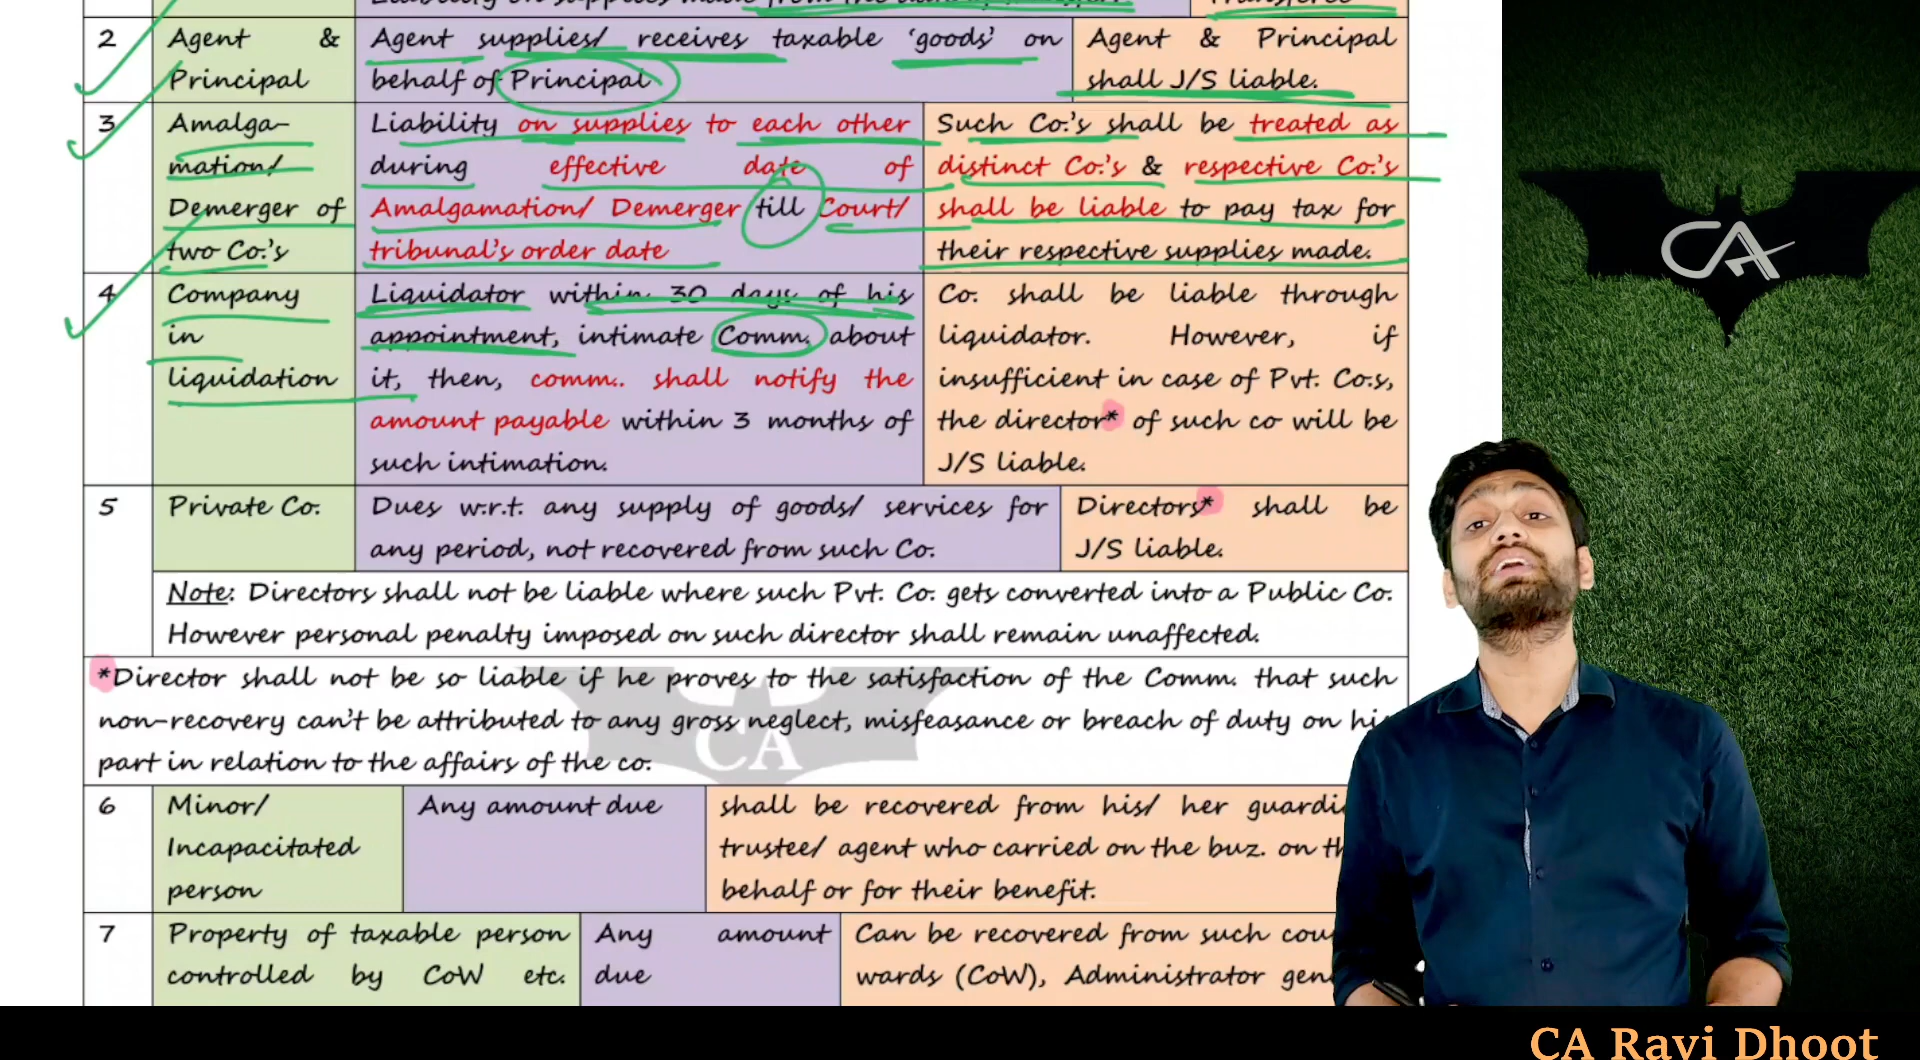 2 Agent & Agent supplies/ receives taxable ‘goods’ on Agent & Principal
Principal behalf of Principal shall J/S liable.
3 Amalga- Liability on supplies to each other Such Co.'s shall be treated as
mation/ during effective date of distinct Co.'s & respective Co.'s
Demerger of Amalgamation/ Demerger till Court/ shall be liable to pay tax for
two Co.'s tribunal's order date their respective supplies made.
4 Company Liquidator within 30 days of his Co. shall be liable through
in appointment, intimate Comm. about liquidator. However, if
liquidation it, then, comm.. shall notify the insufficient in case of Pvt. Co.s,
amount payable within 3 months of the director* of such co will be
such intimation. J/S liable.
5 Private Co. Dues w.r.t. any supply of goods/ services for Directors* shall be
any period, not recovered from such Co. J/S liable.
Note: Directors shall not be liable where such Pvt. Co. gets converted into a Public Co.
However personal penalty imposed on such director shall remain unaffected.
*Director shall not be so liable if he proves to the satisfaction of the Comm. that such
non-recovery can't be attributed to any gross neglect, misfeasance or breach of duty on
part in relation to the affairs of the co.
6 Minor/ Any amount due shall be recovered from his/ her
Incapacitated trustee/ agent who carried on the buz. on
person behalf or for their benefit.
7 Property of taxable person Any amount Can be recovered from such
controlled by CoW etc. due wards (CoW), Administrator
CA
CA
CA Ravi Dhoot